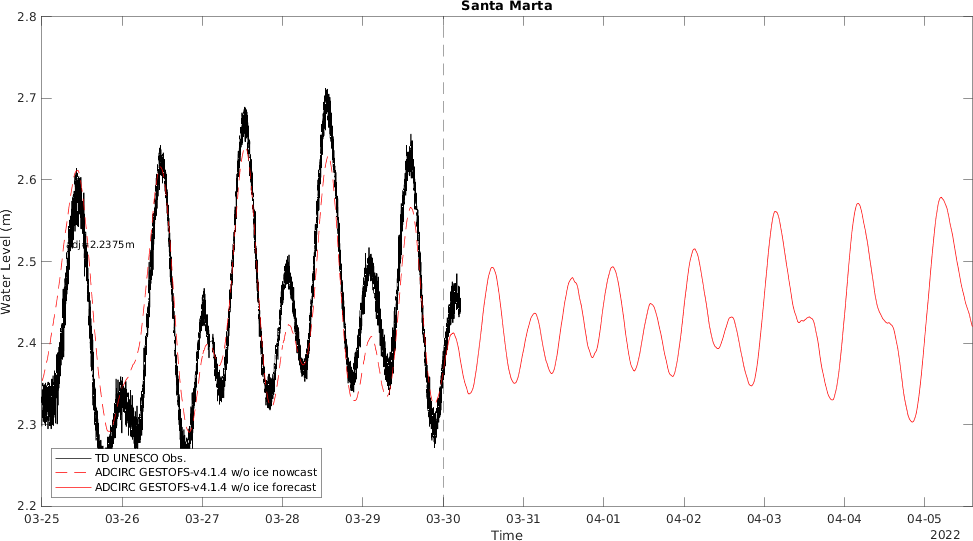 Santa Marta
2.8
2.7
2.6
2.5
2.4
2.3
2.2
Water Level (m)
adj=2.2375m
TD UNESCO Obs.
ADCIRC GESTOFS-v4.1.4 w/o ice nowcast
ADCIRC GESTOFS-v4.1.4 w/o ice forecast
03-25 03-26 03-27 03-28 03-29 03-30 03-31 04-01 04-02 04-03 04-04 04-05
Time
2022